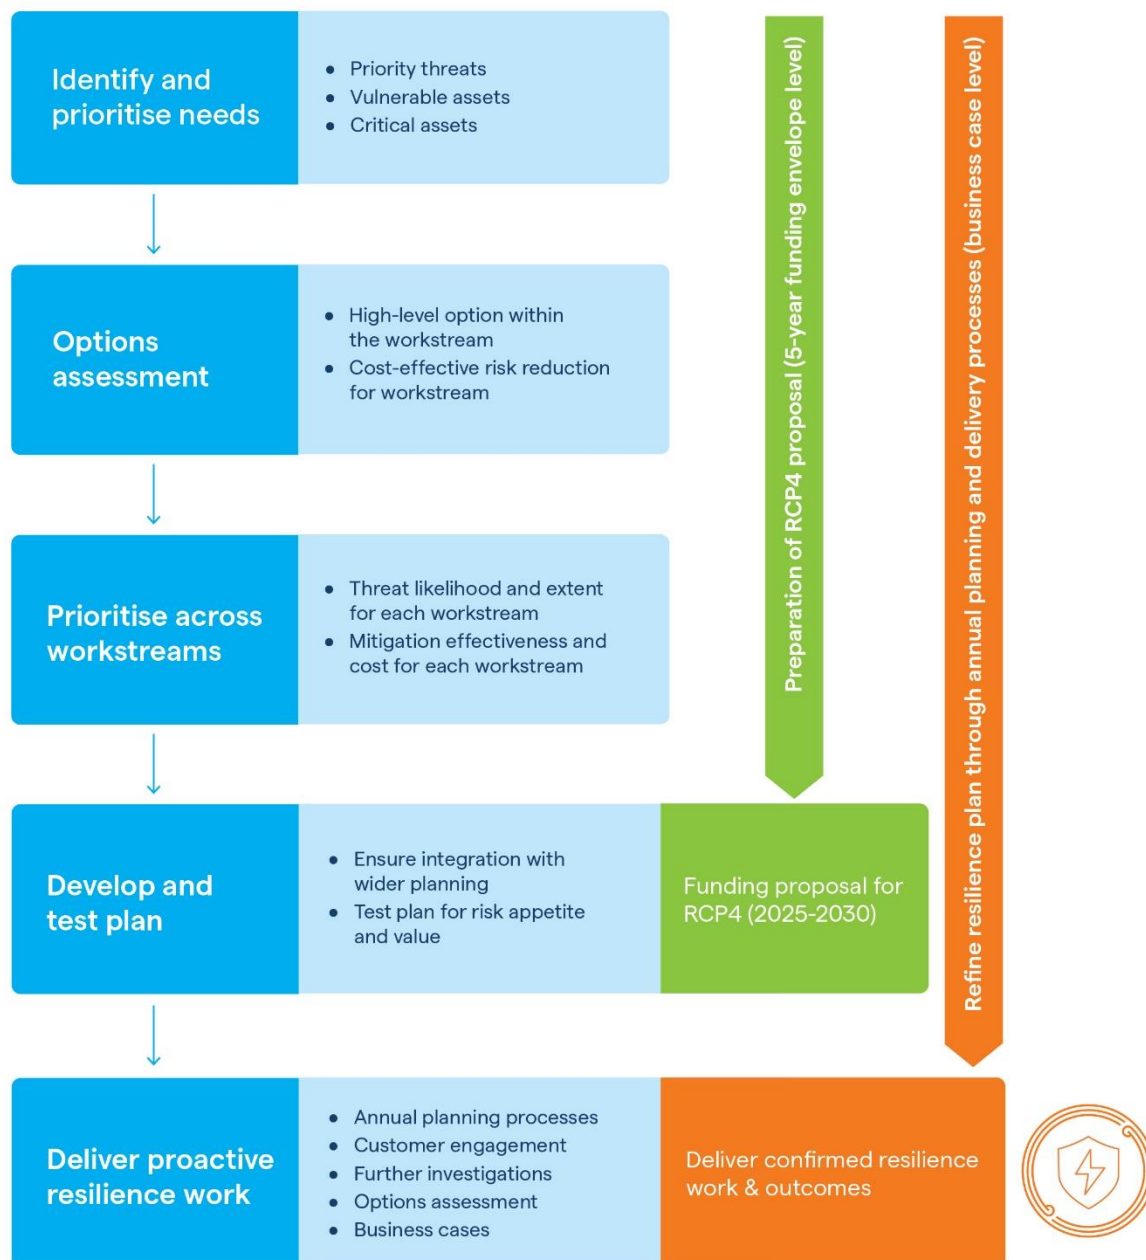 Identify and
prioritise needs
• Priority threats
• Vulnerable assets
• Critical assets
Options
assessment
• High-level option within
the workstream
• Cost-effective risk reduction
for workstream
Prioritise across
workstreams
• Threat likelihood and extent
for each workstream
• Mitigation effectiveness and
cost for each workstream
Develop and
test plan
• Ensure integration with
wider planning
• Test plan for risk appetite
and value
Funding proposal for
RCP4 (2025-2030)
Deliver proactive
resilience work
• Annual planning processes
• Customer engagement
• Further investigations
• Options assessment
• Business cases
Deliver confirmed resilience
work & outcomes
Preparation of RCP4 proposal (5-year funding envelope level)
Refine resilience plan through annual planning and delivery processes (business case level)